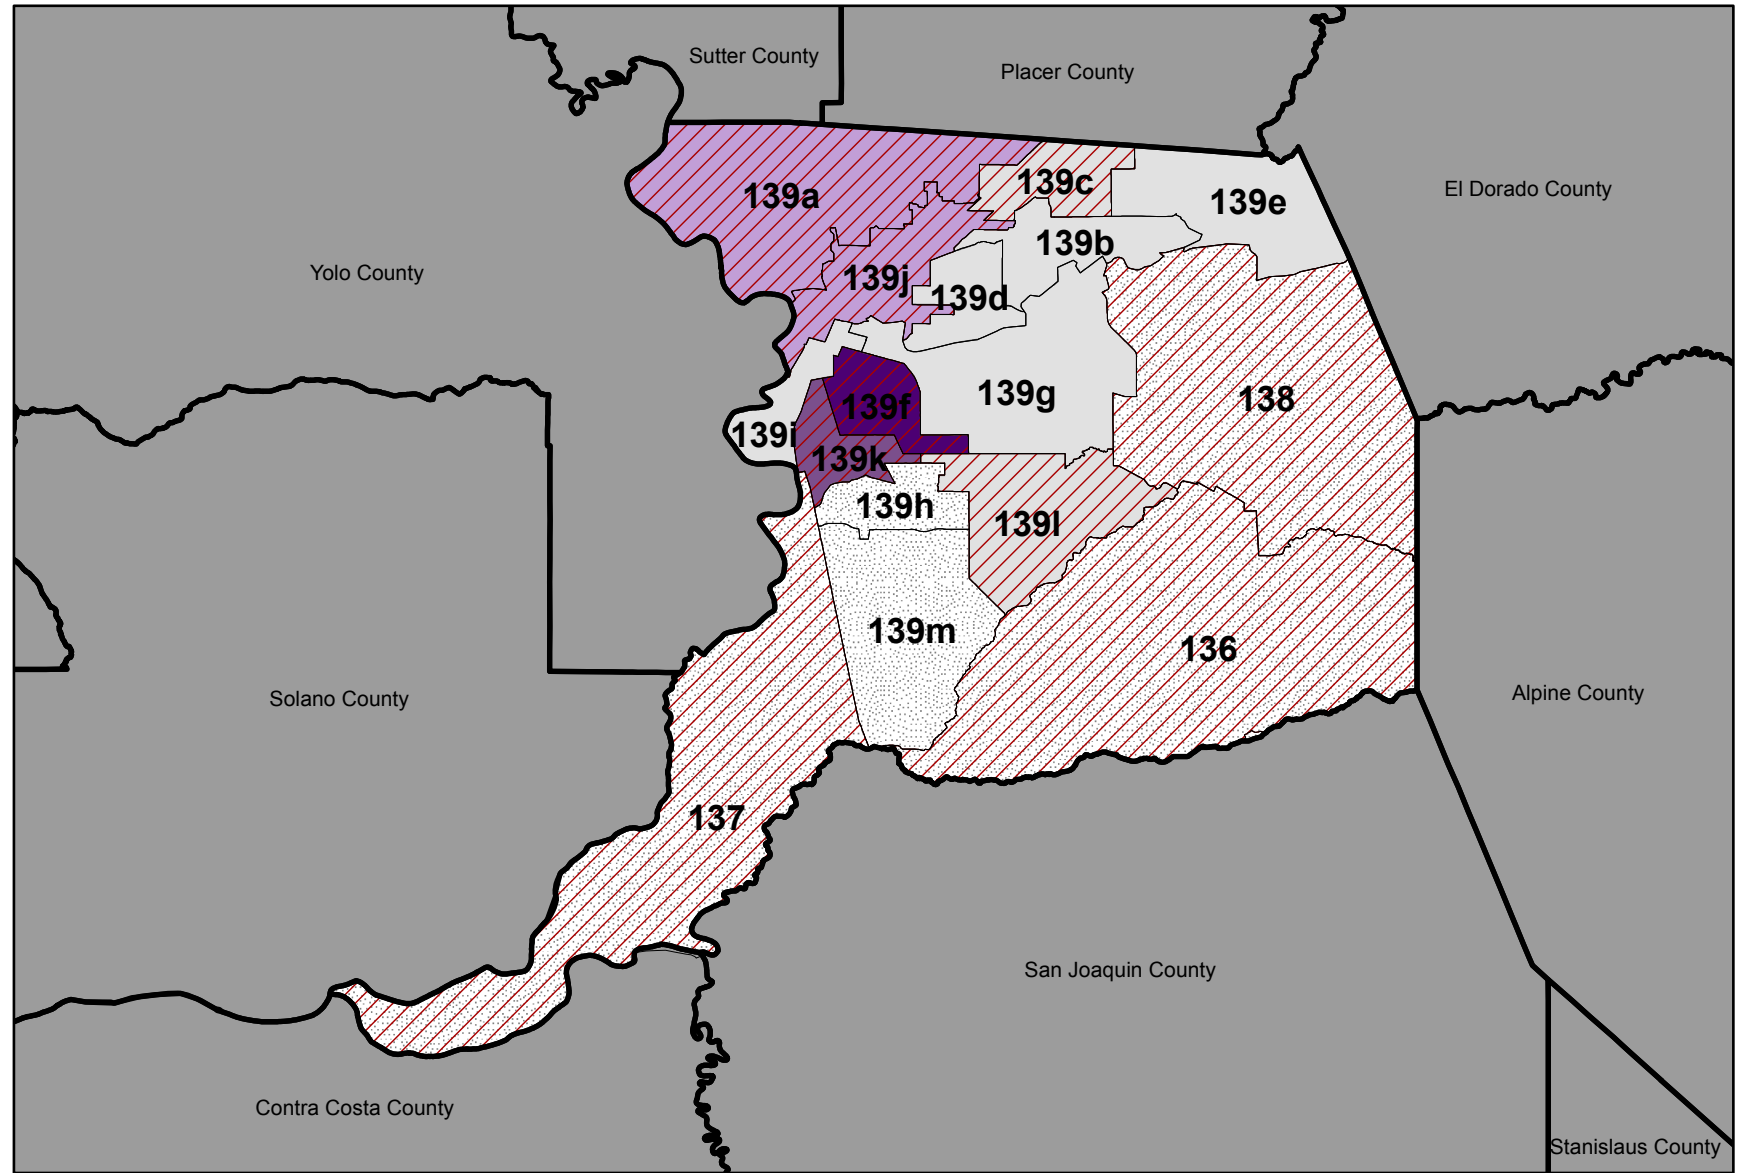 Sutter County
Placer County
139a
139c
139e
El Dorado County
139b
Yolo County
139j
139d
139g
138
139f
139i
139k
139h
139l
139m
136
Solano County
Alpine County
137
San Joaquin County
Contra Costa County
Stanislaus County